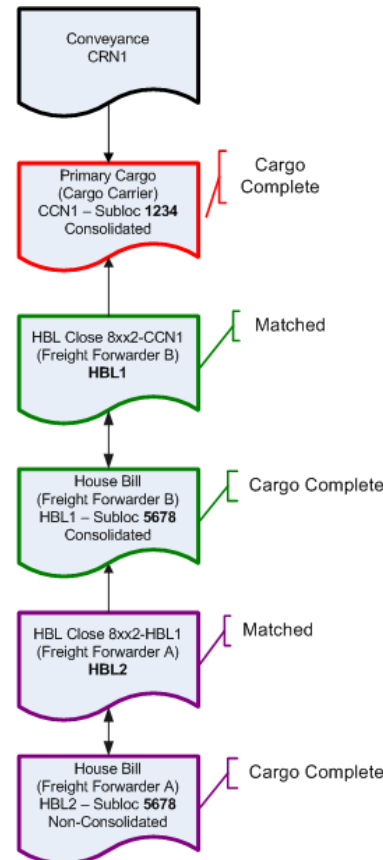 Conveyance
CRN1
Primary Cargo
(Cargo Carrier)
CCN1 – Subloc 1234
Consolidated
Cargo
Complete
HBL Close 8xx2-CCN1
(Freight Forwarder B)
HBL1
Matched
House Bill
(Freight Forwarder B)
HBL1 – Subloc 5678
Consolidated
Cargo Complete
HBL Close 8xx2-HBL1
(Freight Forwarder A)
HBL2
Matched
House Bill
(Freight Forwarder A)
HBL2 – Subloc 5678
Non-Consolidated
Cargo Complete